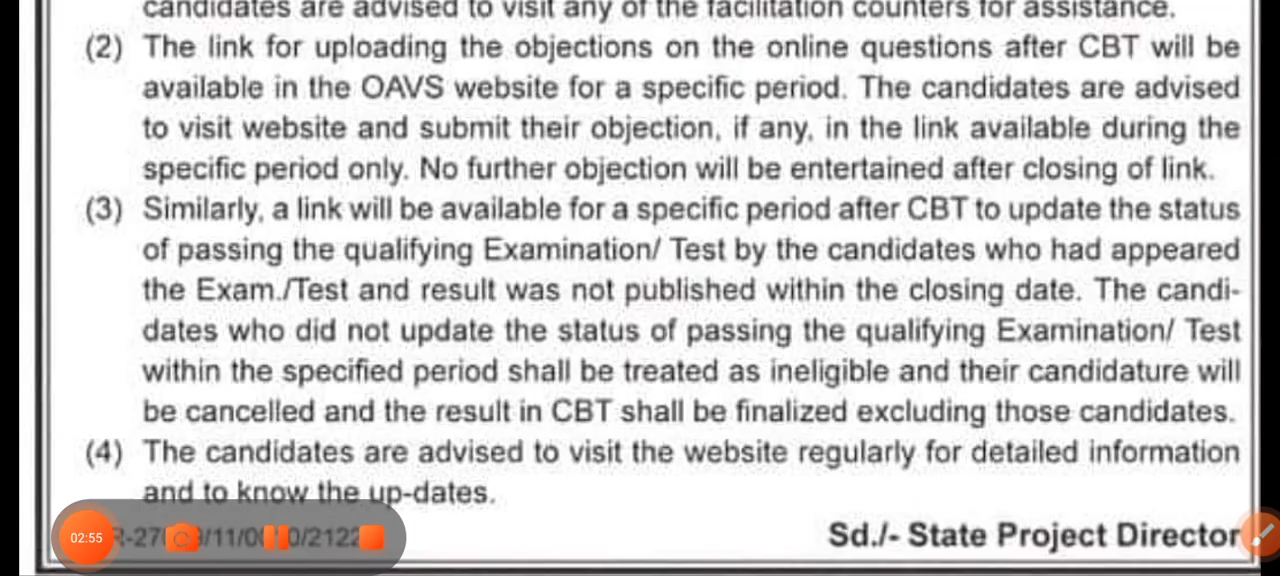 candidates are advised to visit any of the facilitation counters for assistance.
(2) The link for uploading the objections on the online questions after CBT will be
available in the OAVS website for a specific period. The candidates are advised
to visit website and submit their objection, if any, in the link available during the
specific period only. No further objection will be entertained after closing of link.
(3) Similarly, a link will be available for a specific period after CBT to update the status
of passing the qualifying Examination/ Test by the candidates who had appeared
the Exam./Test and result was not published within the closing date. The candi-
dates who did not update the status of passing the qualifying Examination/ Test
within the specified period shall be treated as ineligible and their candidature will
be cancelled and the result in CBT shall be finalized excluding those candidates.
(4) The candidates are advised to visit the website regularly for detailed information
and to know the up-dates.
02:55
Sd./- State Project Director